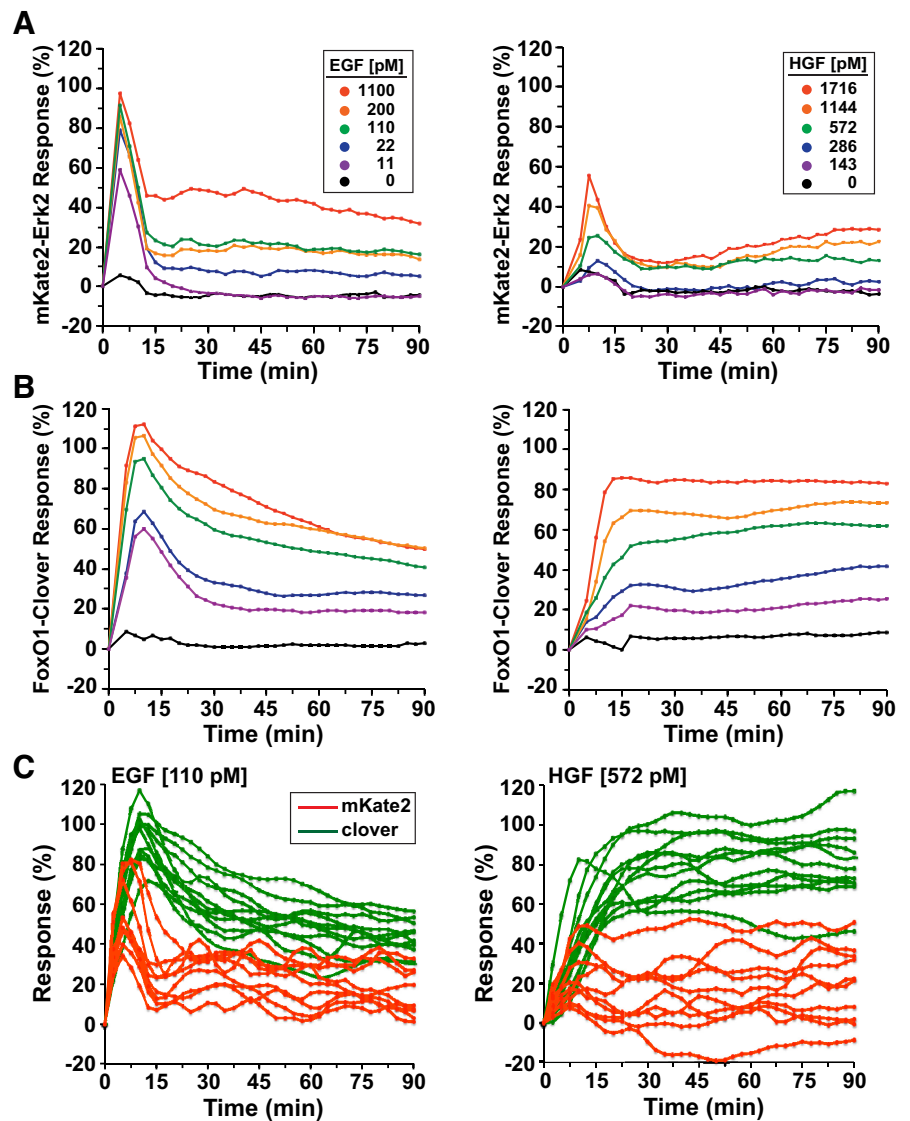 A
mKate2-Erk2 Response (%)
120
100
80
60
40
20
0
-20
0 15 30 45 60 75 90
Time (min)
EGF [pM]
1100
200
110
22
11
0
mKate2-Erk2 Response (%)
120
100
80
60
40
20
0
-20
0 15 30 45 60 75 90
Time (min)
HGF [pM]
1716
1144
572
286
143
0
B
FoxO1-Clover Response (%)
120
100
80
60
40
20
0
-20
0 15 30 45 60 75 90
Time (min)
FoxO1-Clover Response (%)
120
100
80
60
40
20
0
-20
0 15 30 45 60 75 90
Time (min)
C
EGF [110 pM]
Response (%)
120
100
80
60
40
20
0
-20
0 15 30 45 60 75 90
Time (min)
mKate2
clover
HGF [572 pM]
Response (%)
120
100
80
60
40
20
0
-20
0 15 30 45 60 75 90
Time (min)